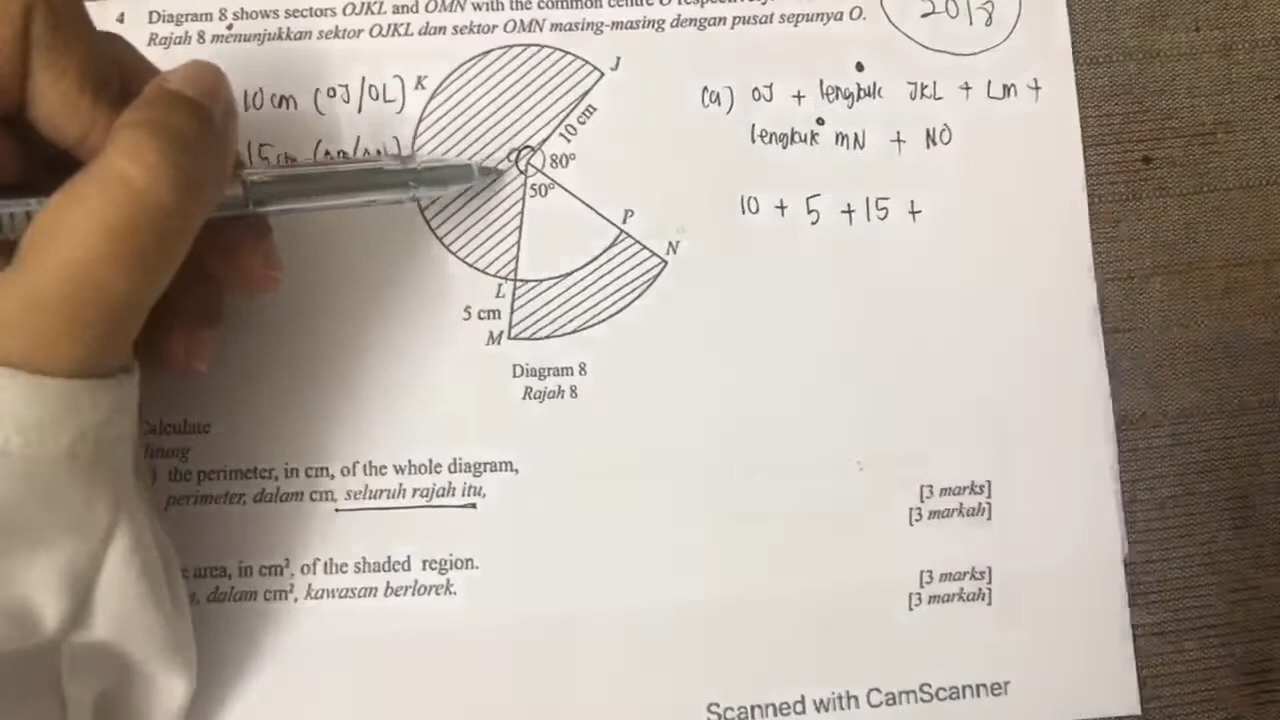 4 Diagram 8 shows sectors OJKL and OMN with the common centre O respectively.
Rajah 8 menunjukkan sektor OJKL dan sektor OMN masing-masing dengan pusat sepunya O.
2018
10 cm (OJ/OL)
15 cm
K
J
10 cm
80°
50°
P
N
L
5 cm
M
Diagram 8
Rajah 8
(a) OJ + lengkuk JKL + LM +
lengkuk MN + NO
10 + 5 + 15 +
Calculate
the perimeter, in cm, of the whole diagram,
perimeter, dalam cm, seluruh rajah itu,
[3 marks]
[3 markah]
area, in cm², of the shaded region.
dalam cm², kawasan berlorek.
[3 marks]
[3 markah]
Scanned with CamScanner